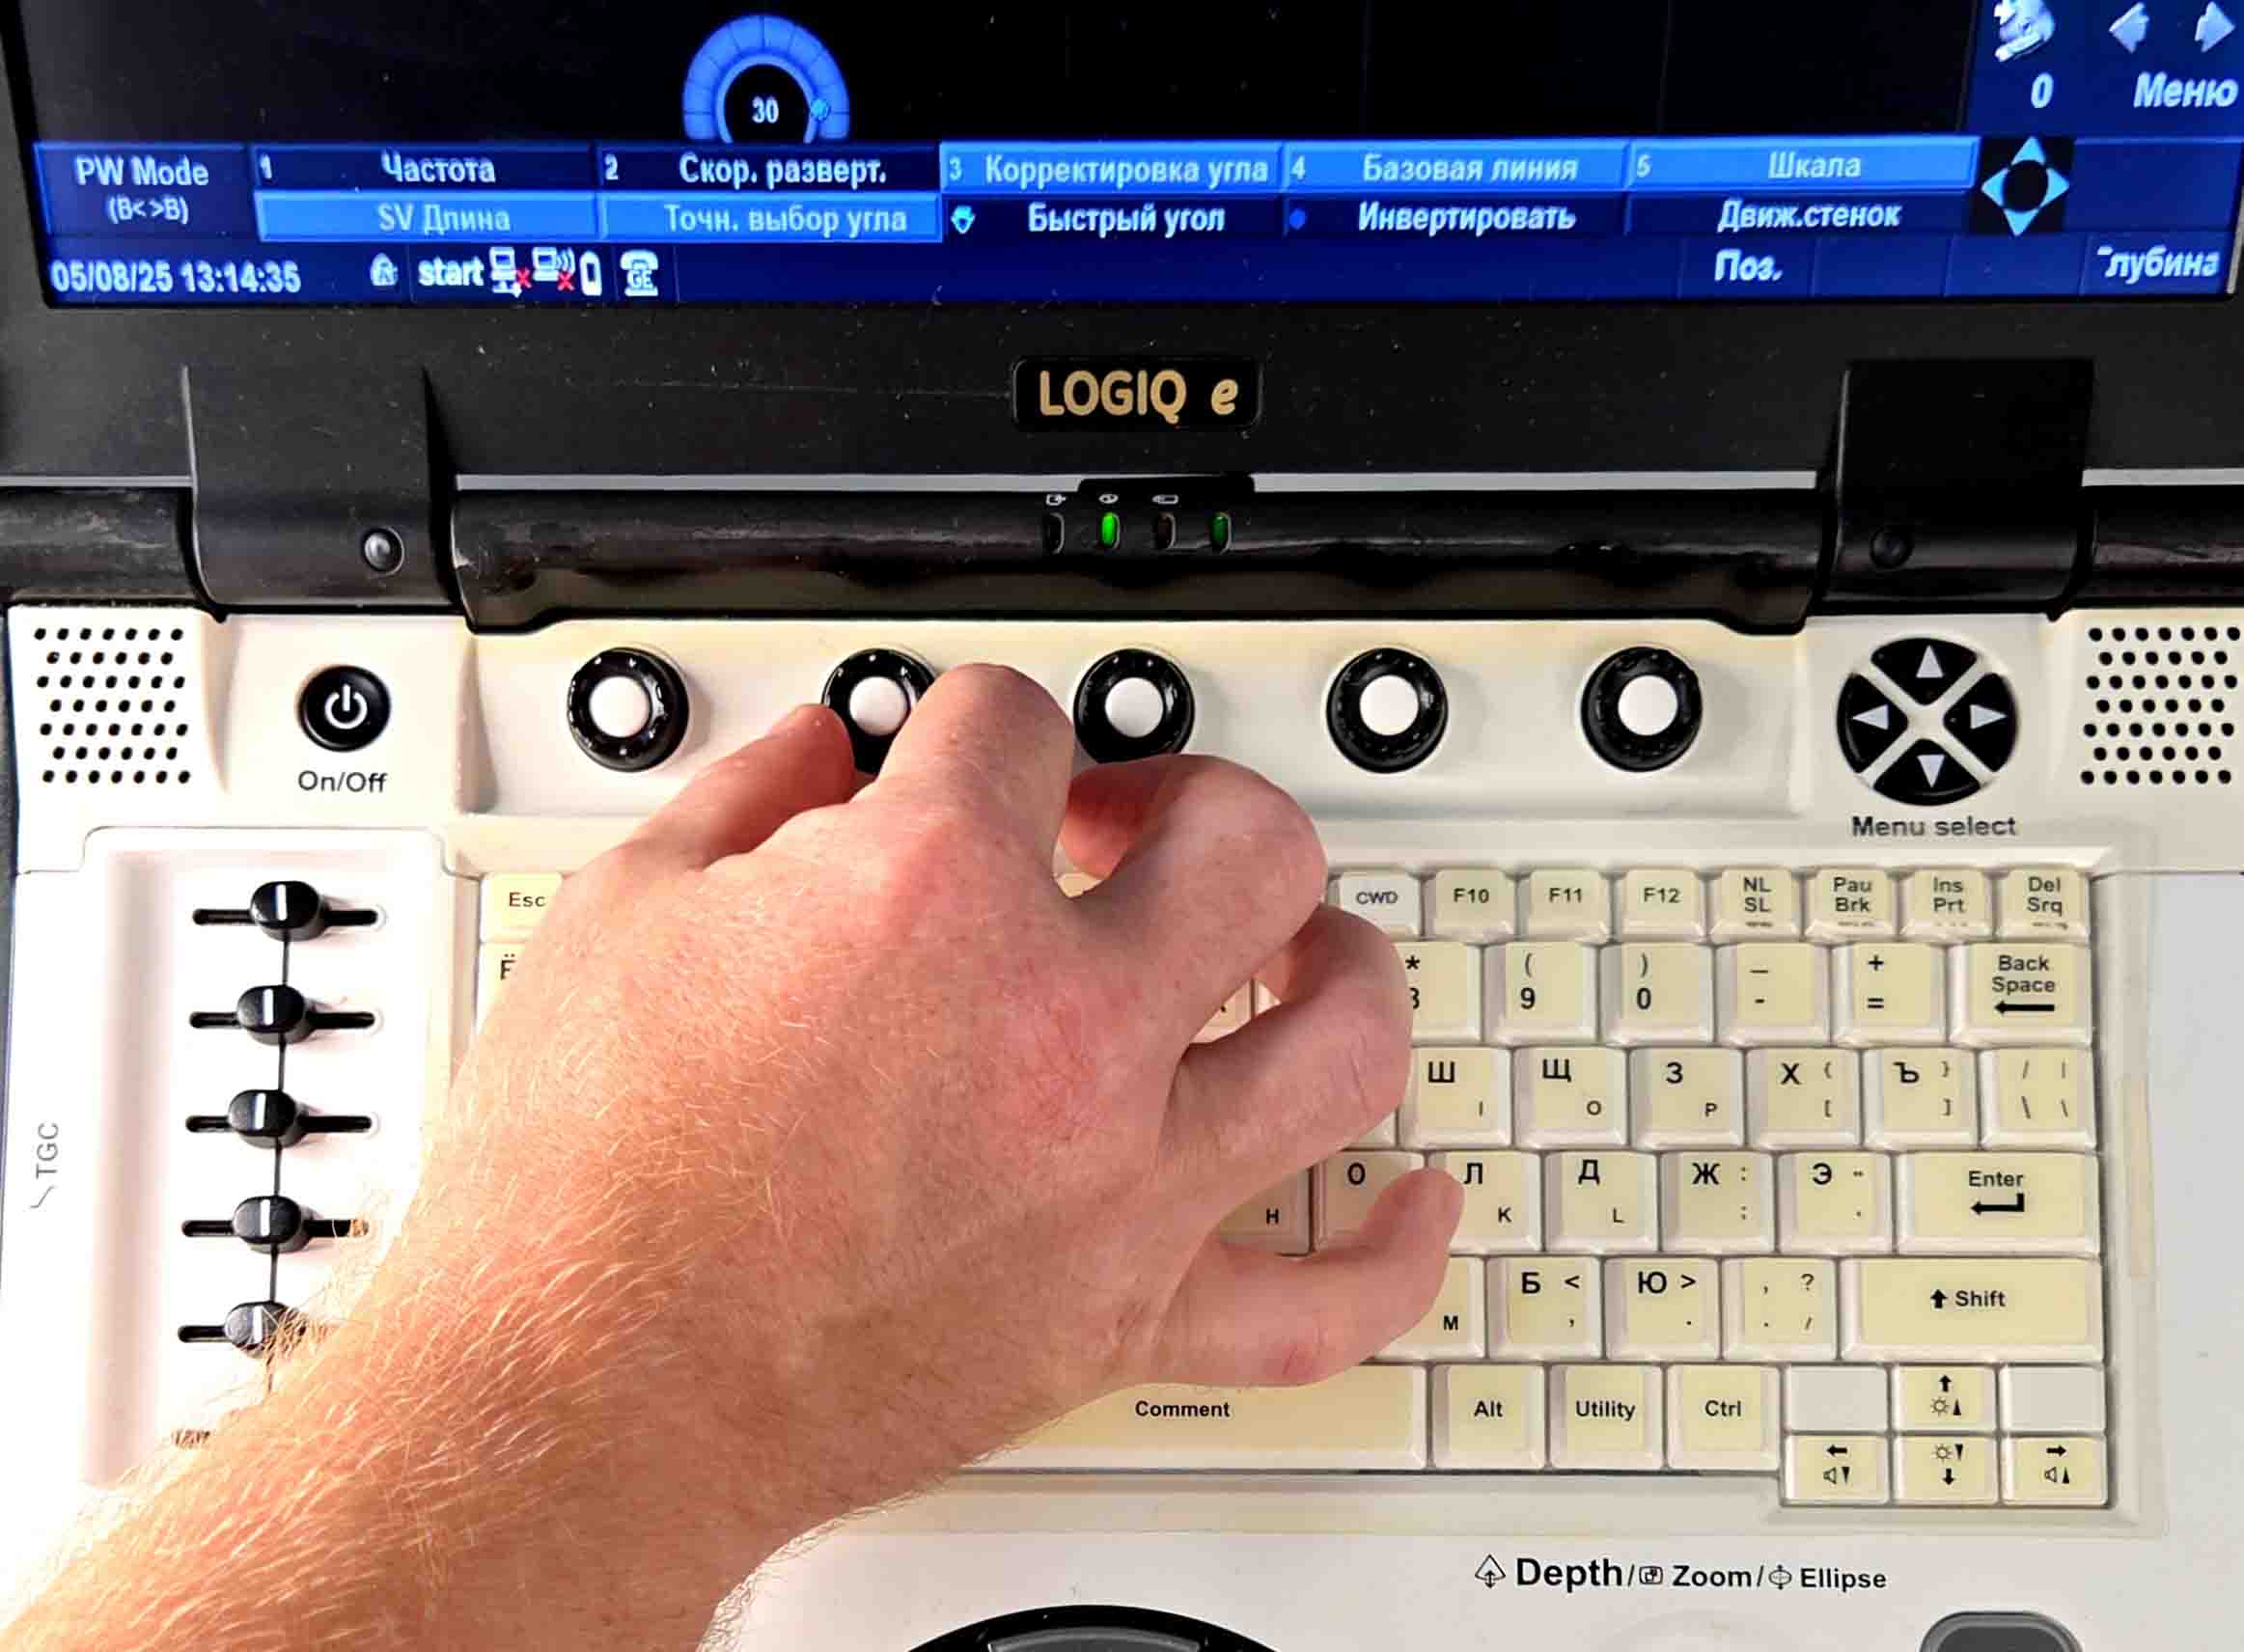 30
0 Меню
PW Mode
(B< >B)
1 Частота
2 Скор. разверт.
3 Корректировка угла
4 Базовая линия
5 Шкала
SV Длина
Точн. выбор угла
Быстрый угол
Инвертировать
Движ.стенок
05/08/25 13:14:35
start
GE
Поз.
лубина
LOGIQ e
On/Off
Menu select
TGC
Esc CWD F10 F11 F12 NL SL Pau Brk Ins Prt Del Srq
Ё * ( 9 ) 0 _ - + = Back Space
Ш I Щ O З P Х { [ Ъ } ] / | \ \
H О Л K Д L Ж : ; Э
Enter
M Б < , Ю > . , ? . /
Shift
Comment Alt Utility Ctrl
Depth/ Zoom/ Ellipse